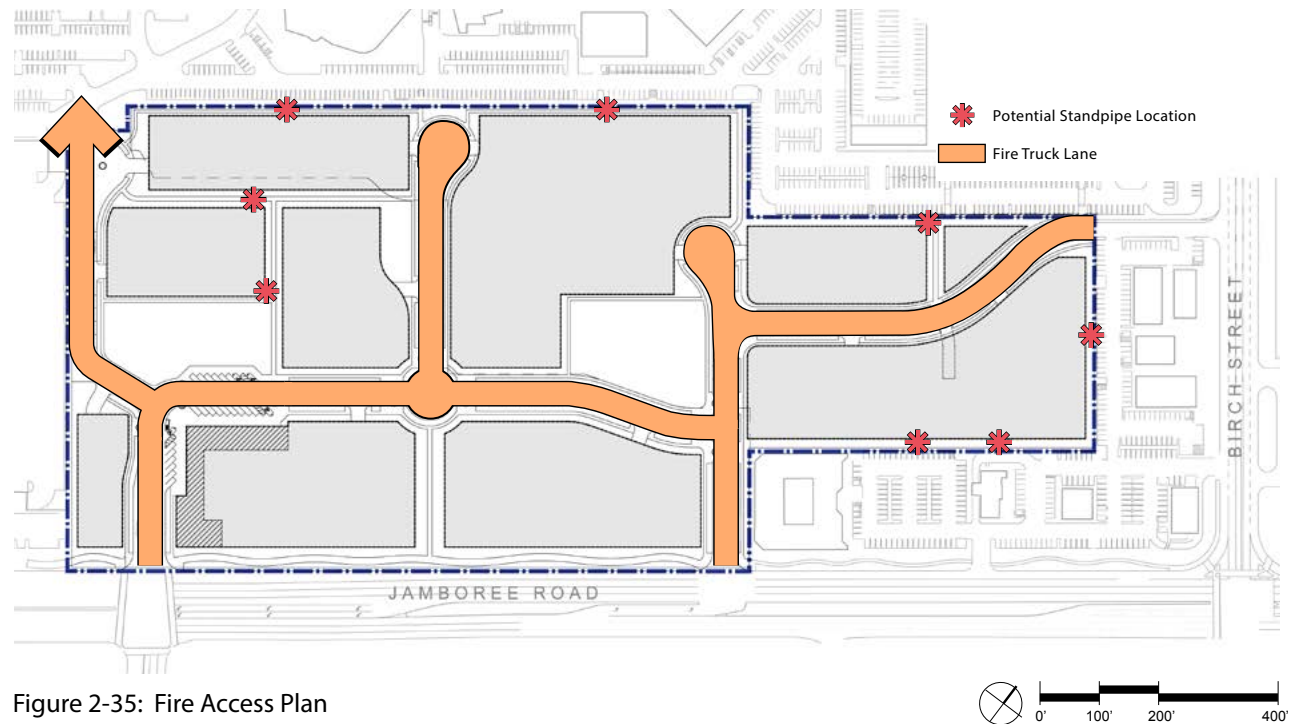 Potential Standpipe Location
Fire Truck Lane
BIRCH STREET
JAMBOREE ROAD
Figure 2-35: Fire Access Plan
0' 100' 200' 400'